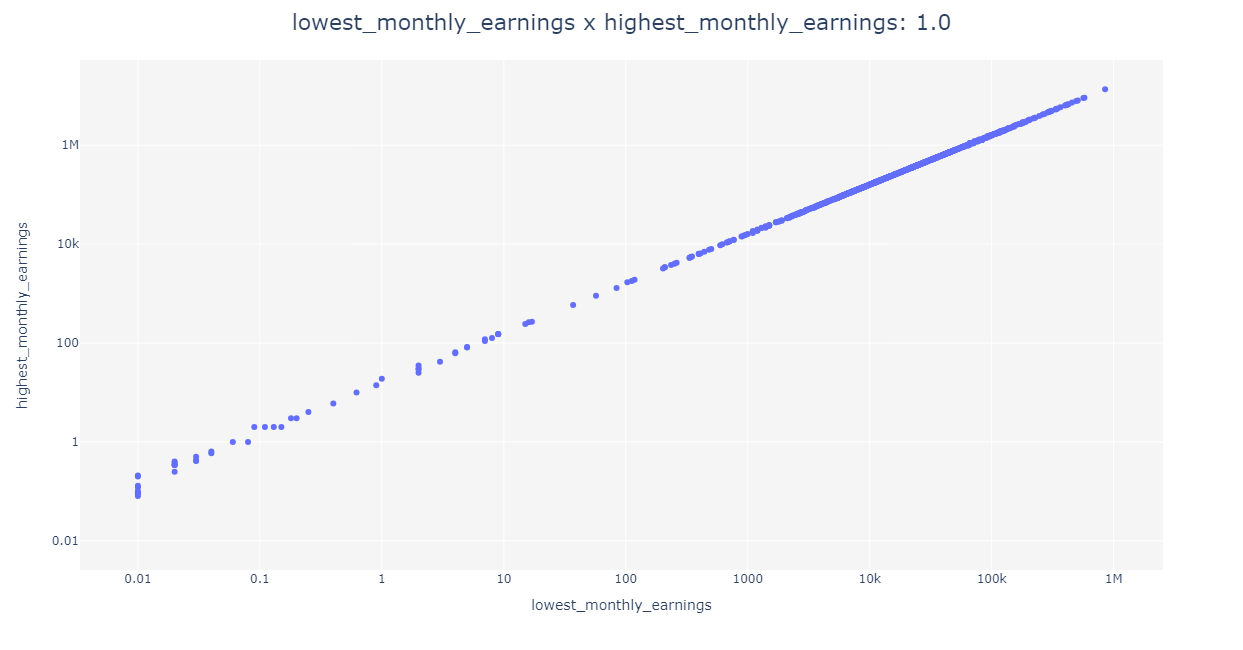 lowest_monthly_earnings x highest_monthly_earnings: 1.0
highest_monthly_earnings
1M
10k
100
1
0.01
0.01 0.1 1 10 100 1000 10k 100k 1M
lowest_monthly_earnings